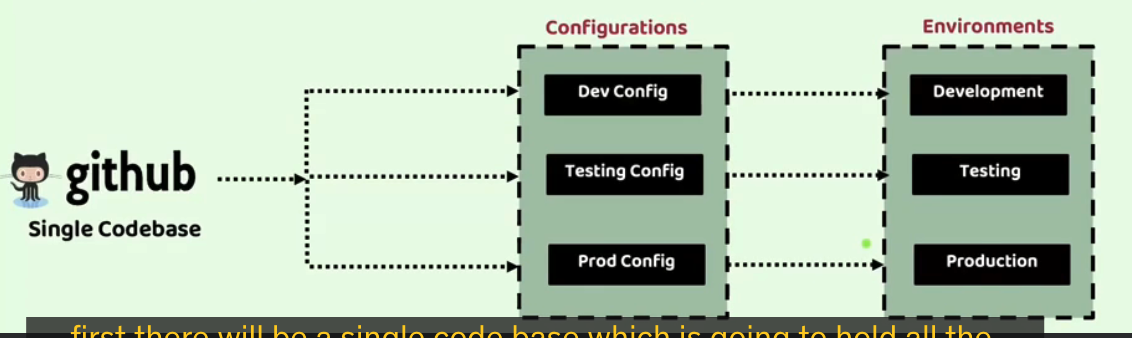 Configurations
Environments
Dev Config
Development
Testing Config
Testing
github
Single Codebase
Prod Config
Production
first there will be a single code base which is going to hold all the